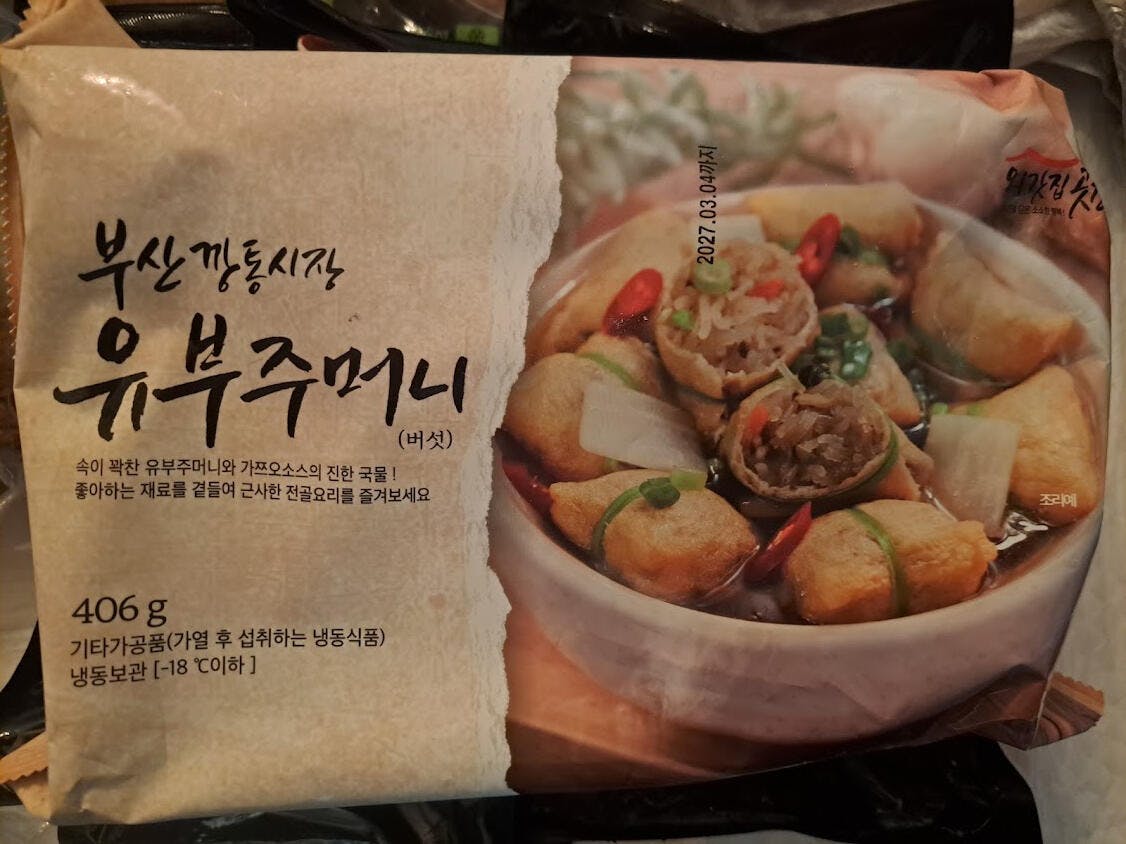 부산 깡통시장
유부주머니
(버섯)
속이 꽉찬 유부주머니와 가쯔오소스의 진한 국물 !
좋아하는 재료를 곁들여 근사한 전골요리를 즐겨보세요
406 g
기타가공품(가열 후 섭취하는 냉동식품)
냉동보관 [-18 ℃이하 ]
2027.03.04까지
외갓집
조리예